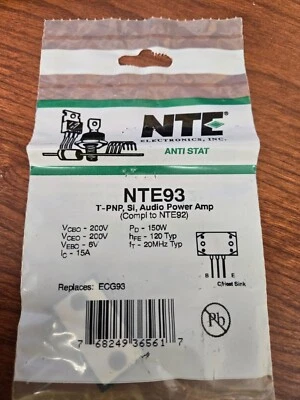 NTE
ELECTRONICS, INC.
ANTI STAT
NTE93
T-PNP, Si, Audio Power Amp
(Compl to NTE92)
VCBO - 200V PD - 150W
VCEO - 200V hFE - 120 Typ
VEBO - 6V fT - 20MHz Typ
IC - 15A
B E
C/Heat Sink
Replaces: ECG93
Pb
7 68249 36561 7